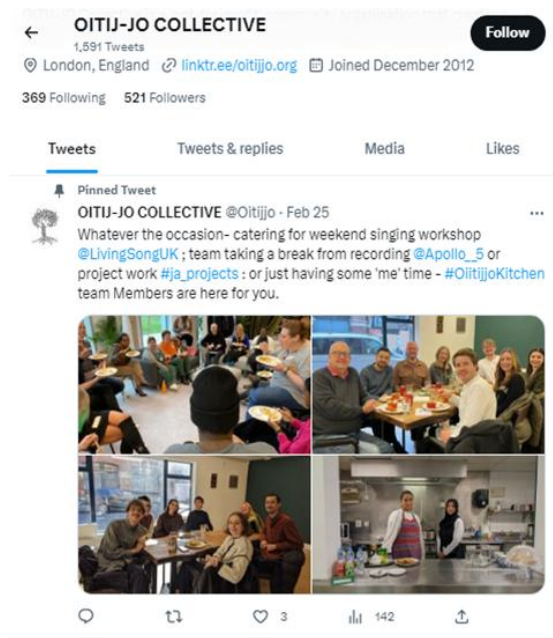 OITIJ-JO COLLECTIVE
1,591 Tweets
Follow
London, England linktr.ee/oitijjo.org Joined December 2012
369 Following 521 Followers
Tweets Tweets & replies Media Likes
Pinned Tweet
OITIJ-JO COLLECTIVE @Oitijjo · Feb 25
Whatever the occasion- catering for weekend singing workshop
@LivingSongUK ; team taking a break from recording @Apollo__5 or
project work #ja_projects : or just having some 'me' time - #OiitijjoKitchen
team Members are here for you.
3 142